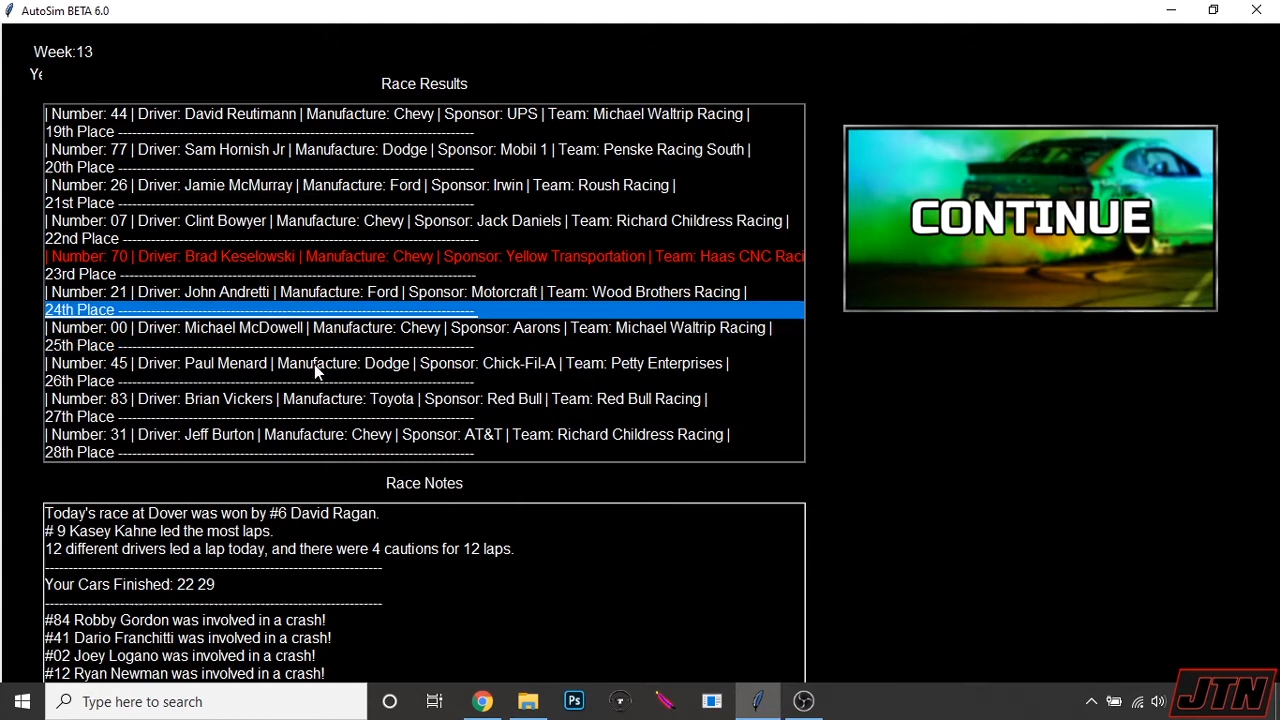 AutoSim BETA 6.0
Week:13
Ye
Race Results
| Number: 44 | Driver: David Reutimann | Manufacture: Chevy | Sponsor: UPS | Team: Michael Waltrip Racing |
19th Place -------------------------------------------------------------------
| Number: 77 | Driver: Sam Hornish Jr | Manufacture: Dodge | Sponsor: Mobil 1 | Team: Penske Racing South |
20th Place -------------------------------------------------------------------
| Number: 26 | Driver: Jamie McMurray | Manufacture: Ford | Sponsor: Irwin | Team: Roush Racing |
21st Place -------------------------------------------------------------------
| Number: 07 | Driver: Clint Bowyer | Manufacture: Chevy | Sponsor: Jack Daniels | Team: Richard Childress Racing |
22nd Place -------------------------------------------------------------------
| Number: 70 | Driver: Brad Keselowski | Manufacture: Chevy | Sponsor: Yellow Transportation | Team: Haas CNC Raci
23rd Place -------------------------------------------------------------------
| Number: 21 | Driver: John Andretti | Manufacture: Ford | Sponsor: Motorcraft | Team: Wood Brothers Racing |
24th Place -------------------------------------------------------------------
| Number: 00 | Driver: Michael McDowell | Manufacture: Chevy | Sponsor: Aarons | Team: Michael Waltrip Racing |
25th Place -------------------------------------------------------------------
| Number: 45 | Driver: Paul Menard | Manufacture: Dodge | Sponsor: Chick-Fil-A | Team: Petty Enterprises |
26th Place -------------------------------------------------------------------
| Number: 83 | Driver: Brian Vickers | Manufacture: Toyota | Sponsor: Red Bull | Team: Red Bull Racing |
27th Place -------------------------------------------------------------------
| Number: 31 | Driver: Jeff Burton | Manufacture: Chevy | Sponsor: AT&T | Team: Richard Childress Racing |
28th Place -------------------------------------------------------------------
CONTINUE
Race Notes
Today's race at Dover was won by #6 David Ragan.
# 9 Kasey Kahne led the most laps.
12 different drivers led a lap today, and there were 4 cautions for 12 laps.
----------------------------------------------------------------
Your Cars Finished: 22 29
----------------------------------------------------------------
#84 Robby Gordon was involved in a crash!
#41 Dario Franchitti was involved in a crash!
#02 Joey Logano was involved in a crash!
#12 Ryan Newman was involved in a crash!
Type here to search
Ps
JTN